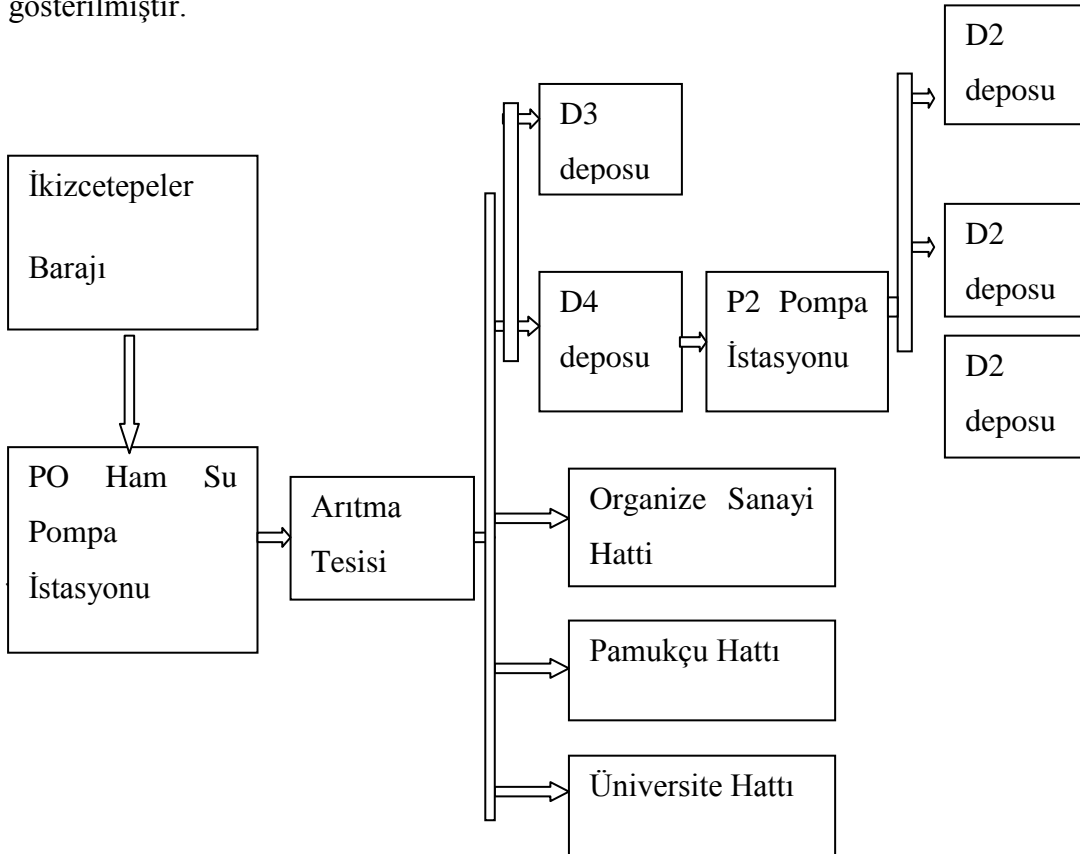 gösterilmiştir.
D2
deposu
D3
deposu
İkizcetepeler
Barajı
D2
deposu
D4
deposu
P2 Pompa
İstasyonu
D2
deposu
PO Ham Su
Pompa
İstasyonu
Arıtma
Tesisi
Organize Sanayi
Hatti
Pamukçu Hattı
Üniversite Hattı